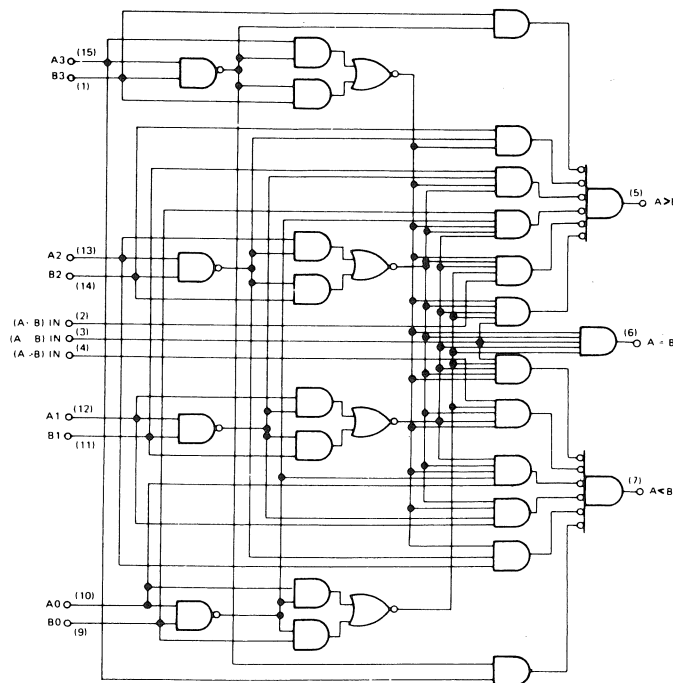 A3 (15)
B3
(1)
(5)
A>B
A2 (13)
B2
(14)
(A· B) IN (2)
(A B) IN (3)
(6)
A = B
(A >B) IN (4)
A1 (12)
B1
(11)
(7)
A<B
A0 (10)
B0
(9)